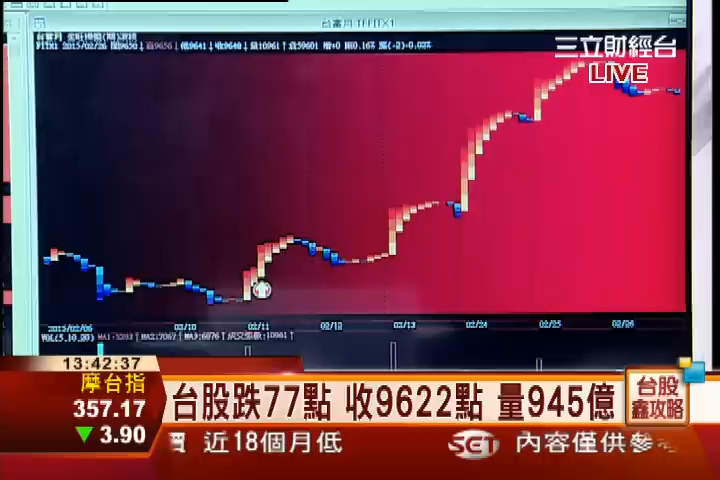 台富月 TFFITX1
三立財經台
LIVE
2015/02/06 02/10 02/11 02/12 02/13 02/24 02/25 02/26
13:42:37
摩台指
357.17
▼3.90
台股跌77點 收9622點 量945億
台股
鑫攻略
近18個月低 SET 內容僅供參